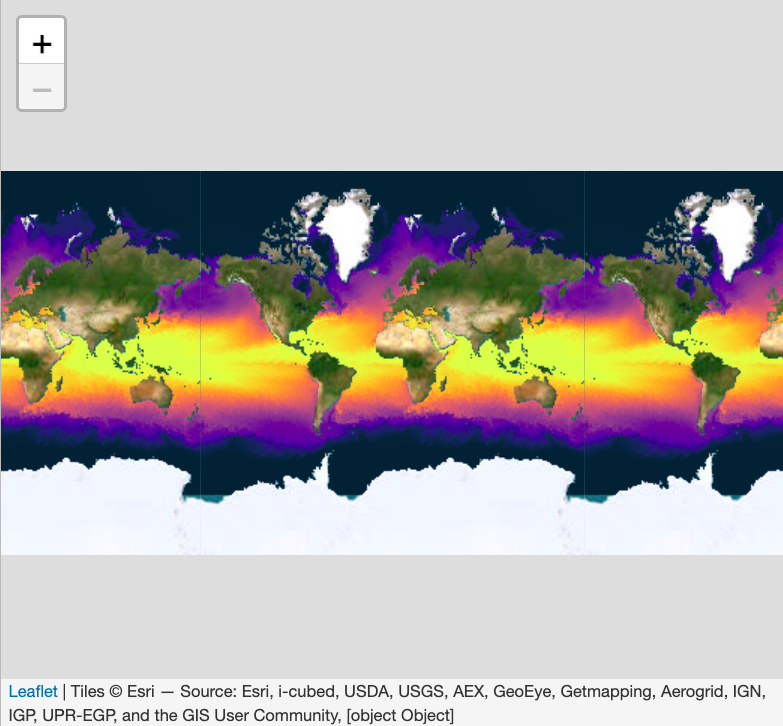 +
−
Leaflet | Tiles © Esri — Source: Esri, i-cubed, USDA, USGS, AEX, GeoEye, Getmapping, Aerogrid, IGN,
IGP, UPR-EGP, and the GIS User Community, [object Object]